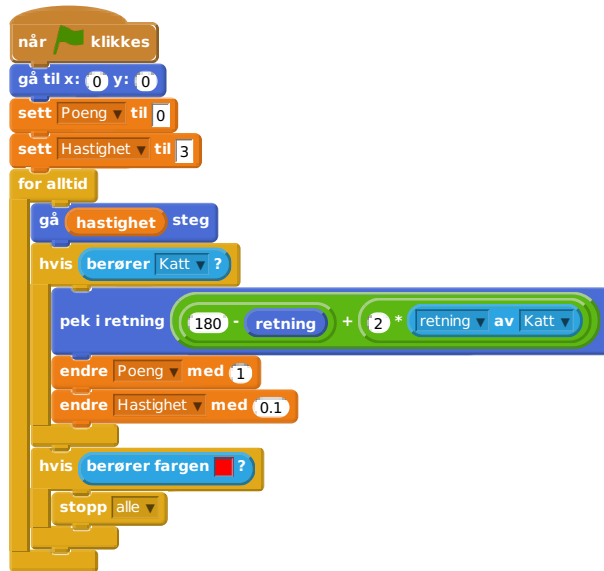 når klikkes
gå til x: 0 y: 0
sett Poeng til 0
sett Hastighet til 3
for alltid
gå hastighet steg
hvis berører Katt ?
pek i retning 180 - retning + 2 * retning av Katt
endre Poeng med 1
endre Hastighet med 0.1
hvis berører fargen ?
stopp alle